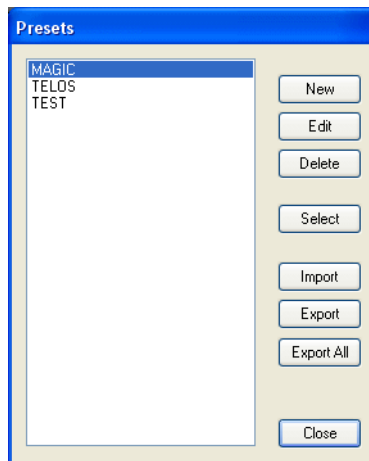 Presets
MAGIC
TELOS
TEST
New
Edit
Delete
Select
Import
Export
Export All
Close